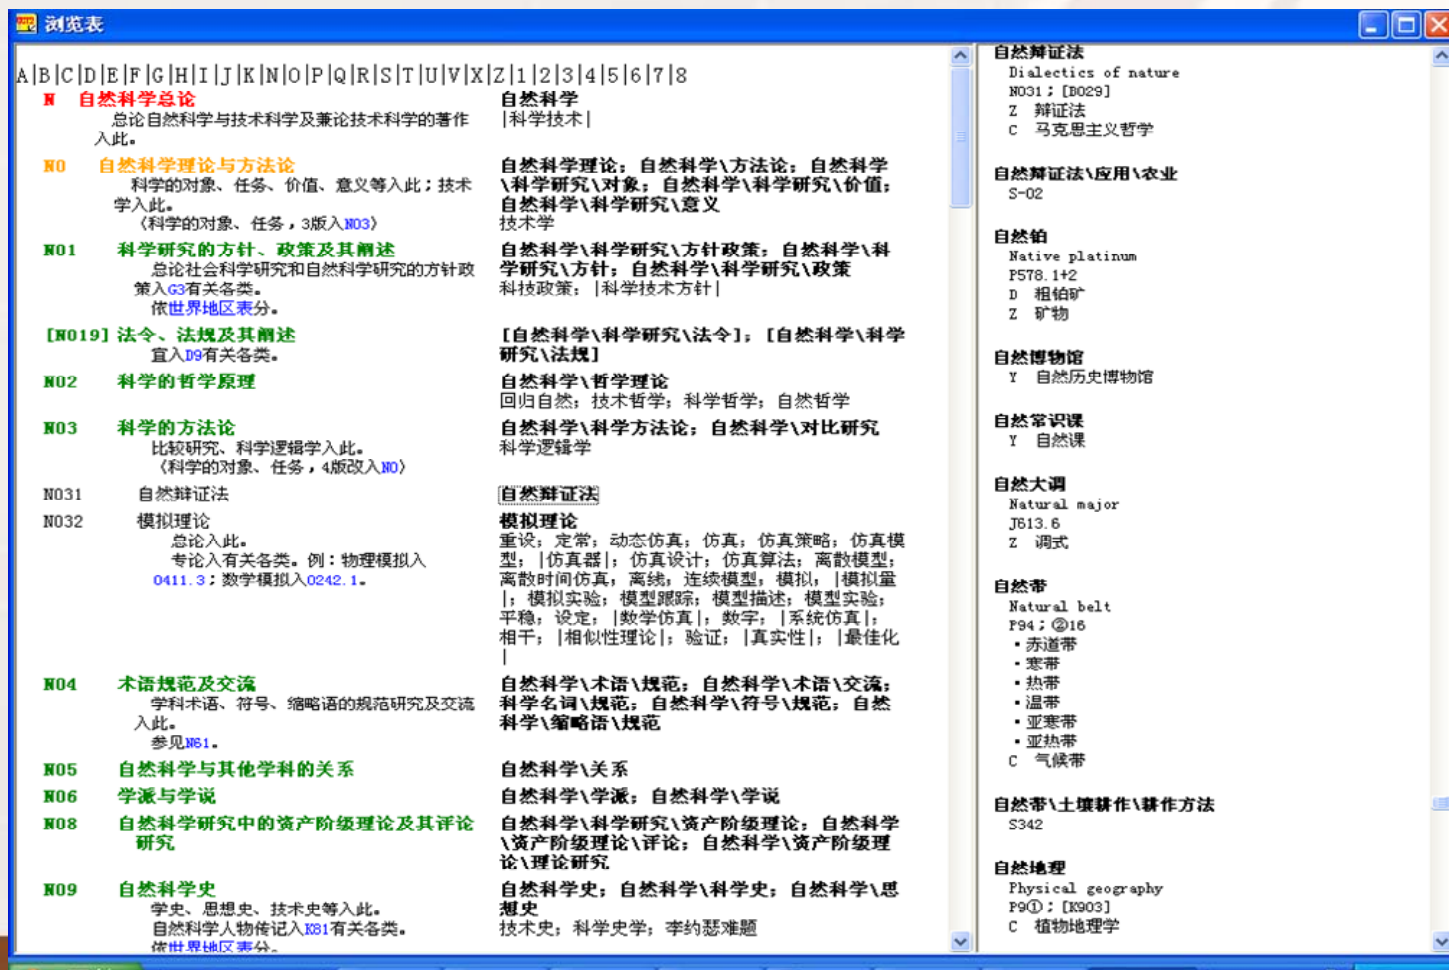 浏览表
A|B|C|D|E|F|G|H|I|J|K|N|O|P|Q|R|S|T|U|V|X|Z|1|2|3|4|5|6|7|8
N 自然科学总论
总论自然科学与技术科学及兼论技术科学的著作
入此。
自然科学
|科学技术|
N0 自然科学理论与方法论
科学的对象、任务、价值、意义等入此；技术
学入此。
〈科学的对象、任务，3版入N03〉
自然科学理论；自然科学\方法论；自然科学
\科学研究\对象；自然科学\科学研究\价值；
自然科学\科学研究\意义
技术学
N01 科学研究的方针、政策及其阐述
总论社会科学研究和自然科学研究的方针政
策入G3有关各类。
依世界地区表分。
自然科学\科学研究\方针政策；自然科学\科
学研究\方针；自然科学\科学研究\政策
科技政策；|科学技术方针|
[N019] 法令、法规及其阐述
宜入D9有关各类。
[自然科学\科学研究\法令]；[自然科学\科学
研究\法规]
N02 科学的哲学原理
自然科学\哲学理论
回归自然；技术哲学；科学哲学；自然哲学
N03 科学的方法论
比较研究、科学逻辑学入此。
〈科学的对象、任务，4版改入N0〉
自然科学\科学方法论；自然科学\对比研究
科学逻辑学
N031 自然辩证法
自然辩证法
N032 模拟理论
总论入此。
专论入有关各类。例：物理模拟入
O411.3；数学模拟入O242.1。
模拟理论
重设；定常；动态仿真；仿真；仿真策略；仿真模
型；|仿真器|；仿真设计；仿真算法；离散模型；
离散时间仿真；离线；连续模型；模拟；|模拟量
|；模拟实验；模型跟踪；模型描述；模型实验；
平稳；设定；|数学仿真|；数字；|系统仿真|；
相干；|相似性理论|；验证；|真实性|；|最佳化
|
N04 术语规范及交流
学科术语、符号、缩略语的规范研究及交流
入此。
参见N61。
自然科学\术语\规范；自然科学\术语\交流；
科学名词\规范；自然科学\符号\规范；自然
科学\缩略语\规范
N05 自然科学与其他学科的关系
自然科学\关系
N06 学派与学说
自然科学\学派；自然科学\学说
N08 自然科学研究中的资产阶级理论及其评论
研究
自然科学\科学研究\资产阶级理论；自然科学
\资产阶级理论\评论；自然科学\资产阶级理
论\理论研究
N09 自然科学史
学史、思想史、技术史等入此。
自然科学人物传记入K81有关各类。
依世界地区表分。
自然科学史；自然科学\科学史；自然科学\思
想史
技术史；科学史学；李约瑟难题
自然辩证法
Dialectics of nature
N031；[B029]
Z 辩证法
C 马克思主义哲学
自然辩证法\应用\农业
S-02
自然铂
Native platinum
P578.1+2
D 粗铂矿
Z 矿物
自然博物馆
Y 自然历史博物馆
自然常识课
Y 自然课
自然大调
Natural major
J613.6
Z 调式
自然带
Natural belt
P94；②16
·赤道带
·寒带
·热带
·温带
·亚寒带
·亚热带
C 气候带
自然带\土壤耕作\耕作方法
S342
自然地理
Physical geography
P9①；[K903]
C 植物地理学